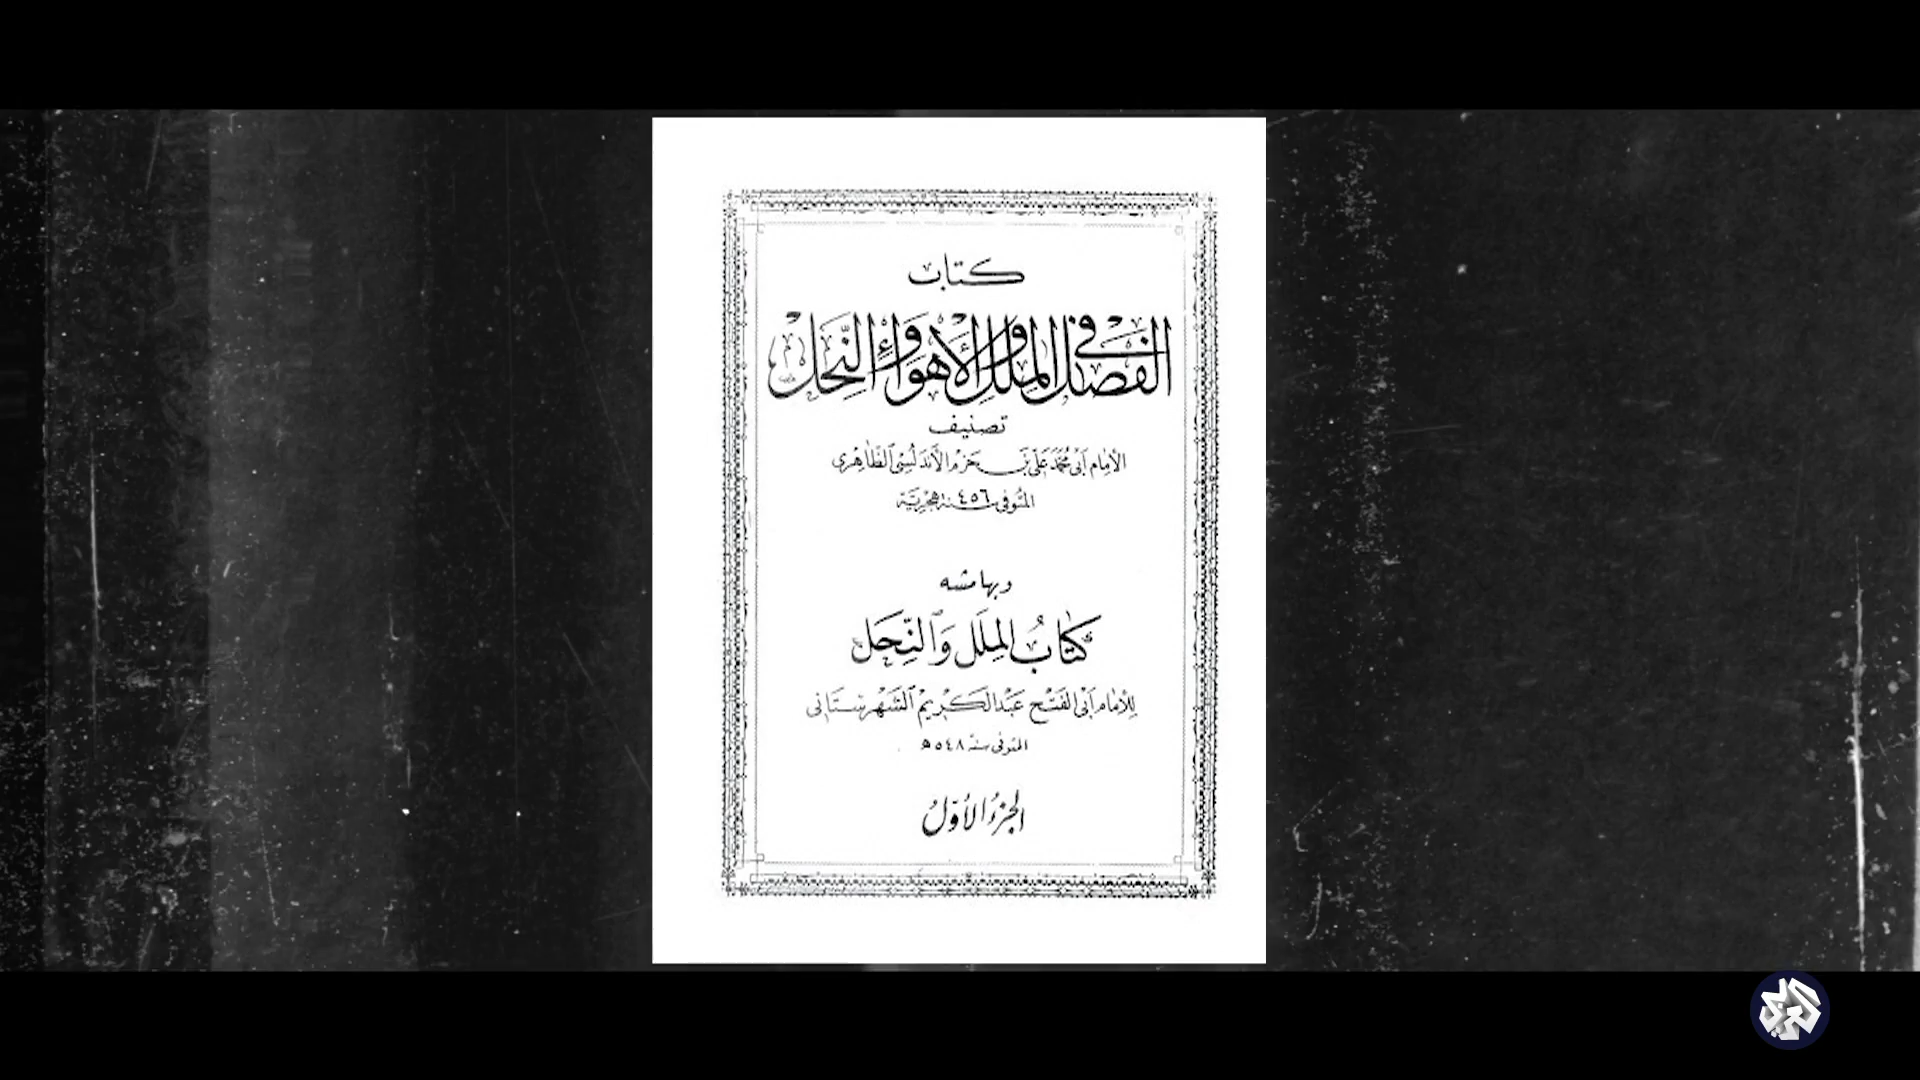 كتاب
الفصل في الملل والأهواء والنحل
تصنيف
الإمام أبي محمد علي بن حزم الأندلسي الظاهري
المتوفى سنة ٤٥٦ هجرية
وبهامشه
كتاب الملل والنحل
للإمام أبي الفتح عبد الكريم الشهرستاني
المتوفى سنة ٥٤٨ هـ
الجزء الأول